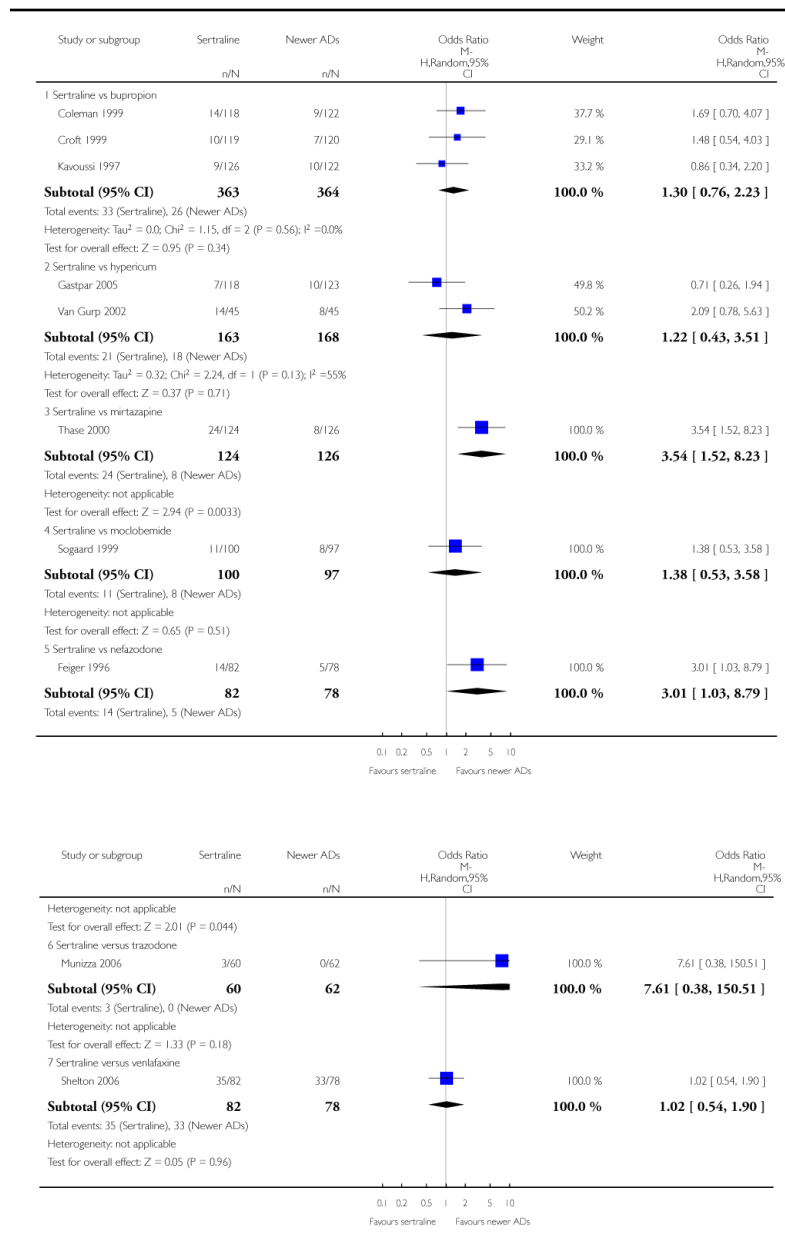 Study or subgroup Sertraline Newer ADs Odds Ratio Weight Odds Ratio
M- M-
H,Random,95% H,Random,95%
n/N n/N CI CI
1 Sertraline vs bupropion
Coleman 1999 14/118 9/122 37.7 % 1.69 [ 0.70, 4.07 ]
Croft 1999 10/119 7/120 29.1 % 1.48 [ 0.54, 4.03 ]
Kavoussi 1997 9/126 10/122 33.2 % 0.86 [ 0.34, 2.20 ]
Subtotal (95% CI) 363 364 100.0 % 1.30 [ 0.76, 2.23 ]
Total events: 33 (Sertraline), 26 (Newer ADs)
Heterogeneity: Tau² = 0.0; Chi² = 1.15, df = 2 (P = 0.56); I² =0.0%
Test for overall effect: Z = 0.95 (P = 0.34)
2 Sertraline vs hypericum
Gastpar 2005 7/118 10/123 49.8 % 0.71 [ 0.26, 1.94 ]
Van Gurp 2002 14/45 8/45 50.2 % 2.09 [ 0.78, 5.63 ]
Subtotal (95% CI) 163 168 100.0 % 1.22 [ 0.43, 3.51 ]
Total events: 21 (Sertraline), 18 (Newer ADs)
Heterogeneity: Tau² = 0.32; Chi² = 2.24, df = 1 (P = 0.13); I² =55%
Test for overall effect: Z = 0.37 (P = 0.71)
3 Sertraline vs mirtazapine
Thase 2000 24/124 8/126 100.0 % 3.54 [ 1.52, 8.23 ]
Subtotal (95% CI) 124 126 100.0 % 3.54 [ 1.52, 8.23 ]
Total events: 24 (Sertraline), 8 (Newer ADs)
Heterogeneity: not applicable
Test for overall effect: Z = 2.94 (P = 0.0033)
4 Sertraline vs moclobemide
Sogaard 1999 11/100 8/97 100.0 % 1.38 [ 0.53, 3.58 ]
Subtotal (95% CI) 100 97 100.0 % 1.38 [ 0.53, 3.58 ]
Total events: 11 (Sertraline), 8 (Newer ADs)
Heterogeneity: not applicable
Test for overall effect: Z = 0.65 (P = 0.51)
5 Sertraline vs nefazodone
Feiger 1996 14/82 5/78 100.0 % 3.01 [ 1.03, 8.79 ]
Subtotal (95% CI) 82 78 100.0 % 3.01 [ 1.03, 8.79 ]
Total events: 14 (Sertraline), 5 (Newer ADs)
0.1 0.2 0.5 1 2 5 10
Favours sertraline Favours newer ADs
Study or subgroup Sertraline Newer ADs Odds Ratio Weight Odds Ratio
M- M-
H,Random,95% H,Random,95%
n/N n/N CI CI
Heterogeneity: not applicable
Test for overall effect: Z = 2.01 (P = 0.044)
6 Sertraline versus trazodone
Munizza 2006 3/60 0/62 100.0 % 7.61 [ 0.38, 150.51 ]
Subtotal (95% CI) 60 62 100.0 % 7.61 [ 0.38, 150.51 ]
Total events: 3 (Sertraline), 0 (Newer ADs)
Heterogeneity: not applicable
Test for overall effect: Z = 1.33 (P = 0.18)
7 Sertraline versus venlafaxine
Shelton 2006 35/82 33/78 100.0 % 1.02 [ 0.54, 1.90 ]
Subtotal (95% CI) 82 78 100.0 % 1.02 [ 0.54, 1.90 ]
Total events: 35 (Sertraline), 33 (Newer ADs)
Heterogeneity: not applicable
Test for overall effect: Z = 0.05 (P = 0.96)
0.1 0.2 0.5 1 2 5 10
Favours sertraline Favours newer ADs